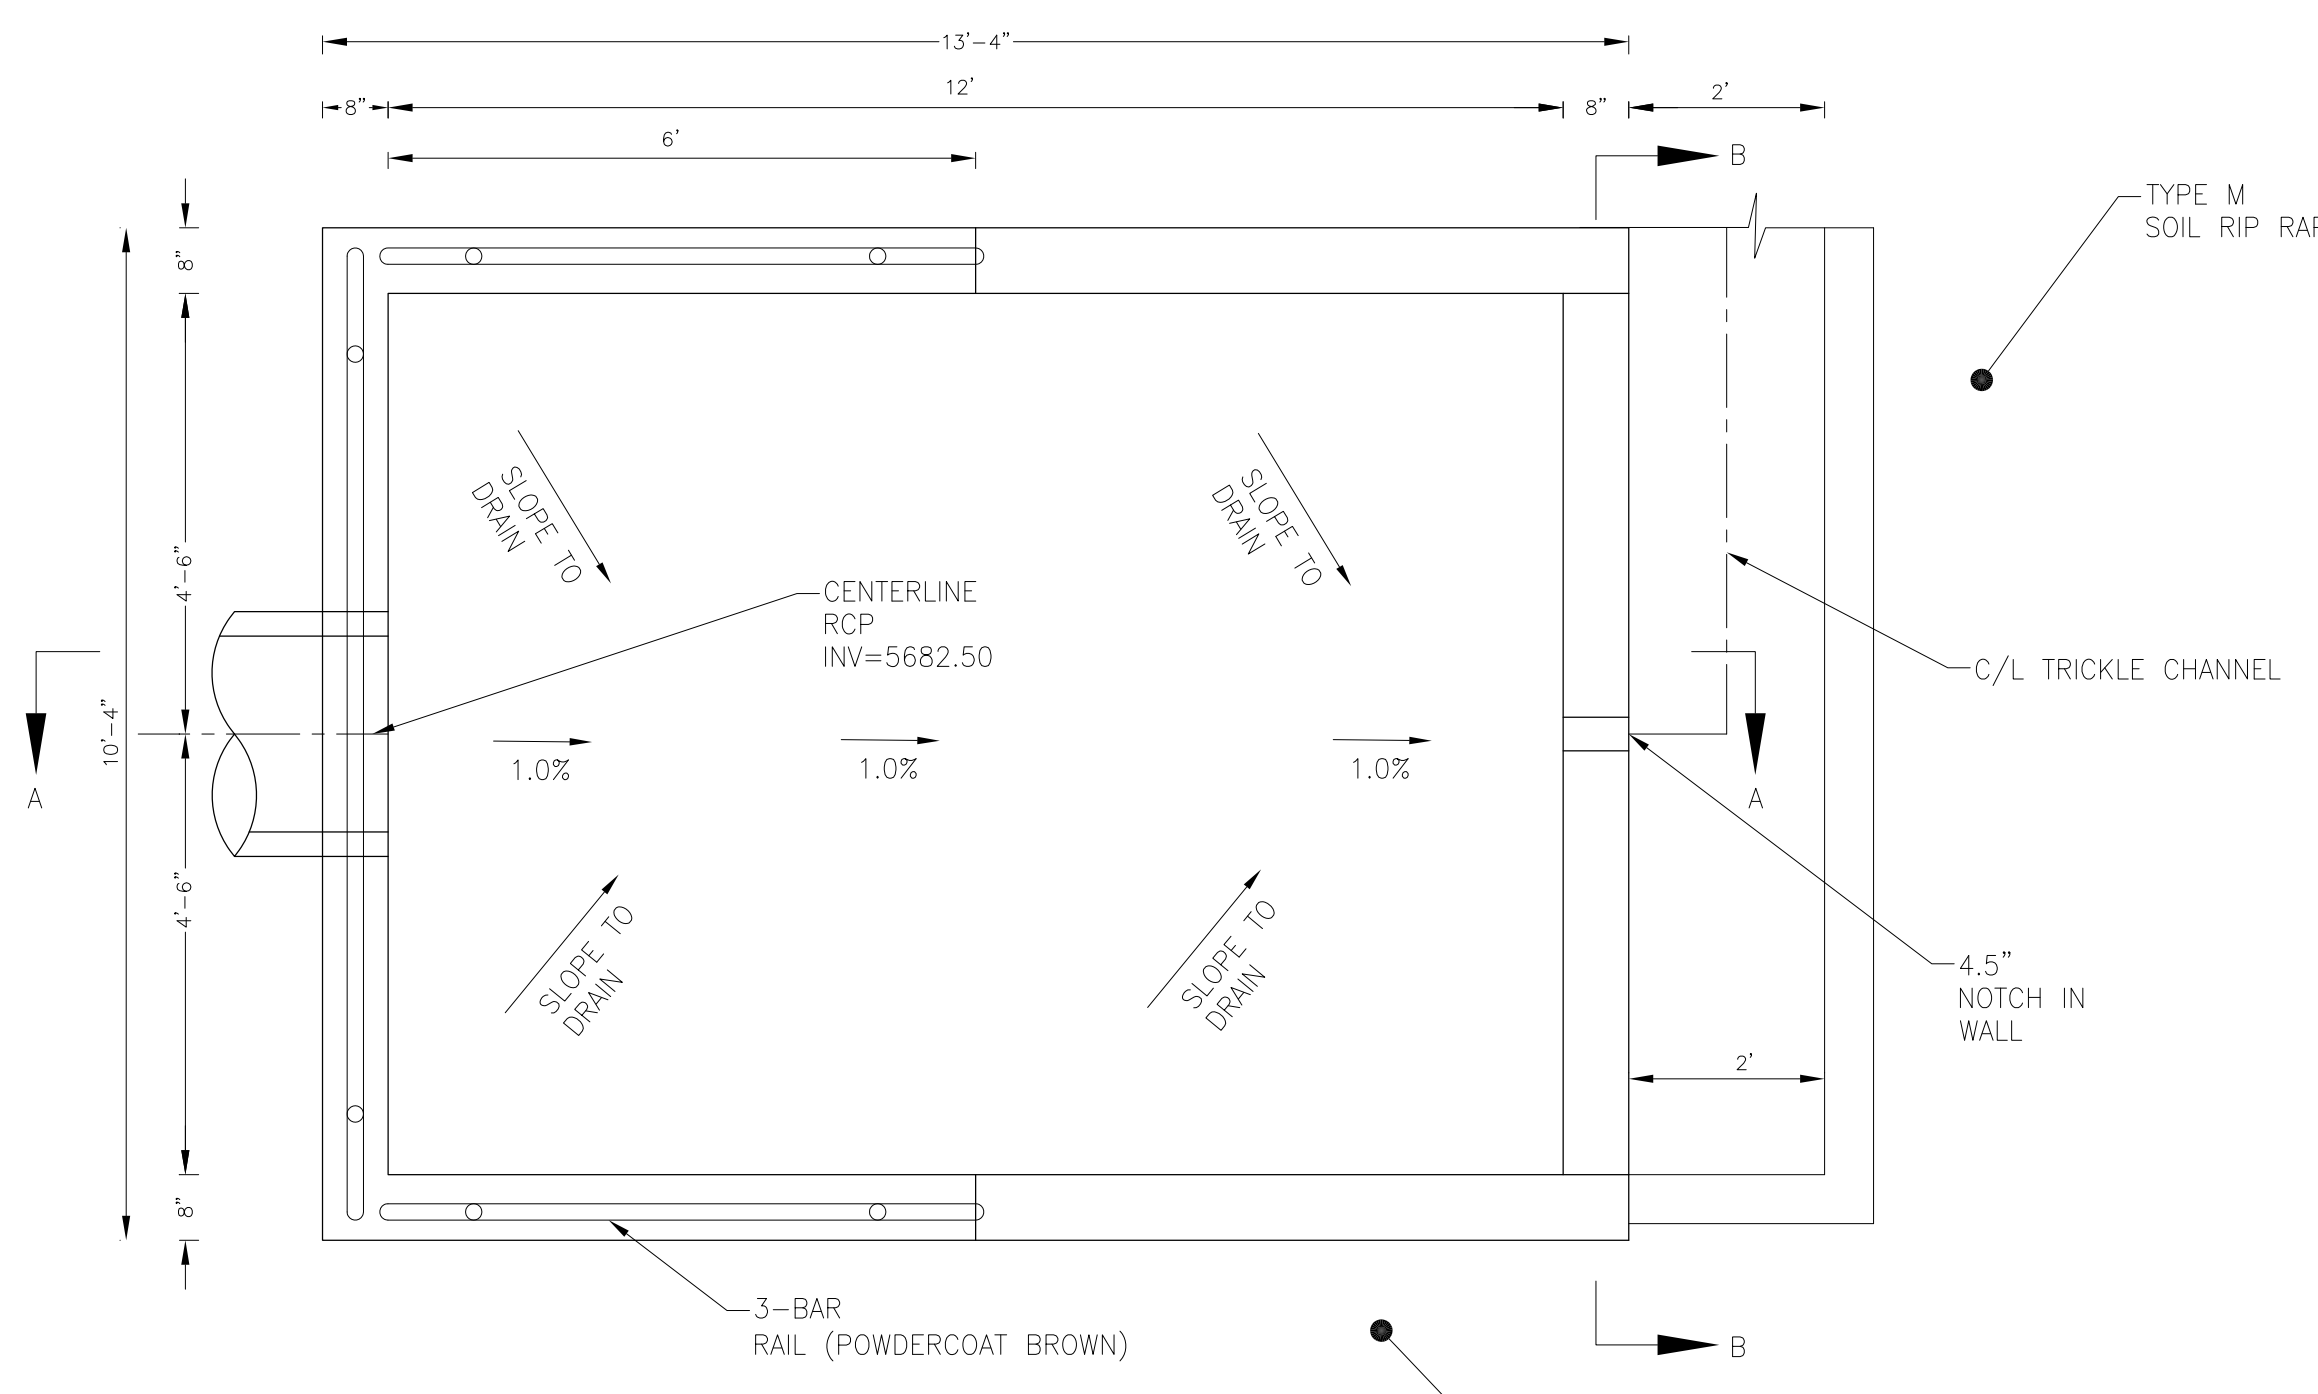 13'-4"
12'
8"
8"
2'
6'
B
TYPE M
SOIL RIP RAP
8"
SLOPE TO
DRAIN
SLOPE TO
DRAIN
4'-6"
CENTERLINE
RCP
INV=5682.50
C/L TRICKLE CHANNEL
10'-4"
1.0%
1.0%
1.0%
A
A
4'-6"
SLOPE TO
DRAIN
SLOPE TO
DRAIN
4.5"
NOTCH IN
WALL
2'
8"
3-BAR
RAIL (POWDERCOAT BROWN)
B